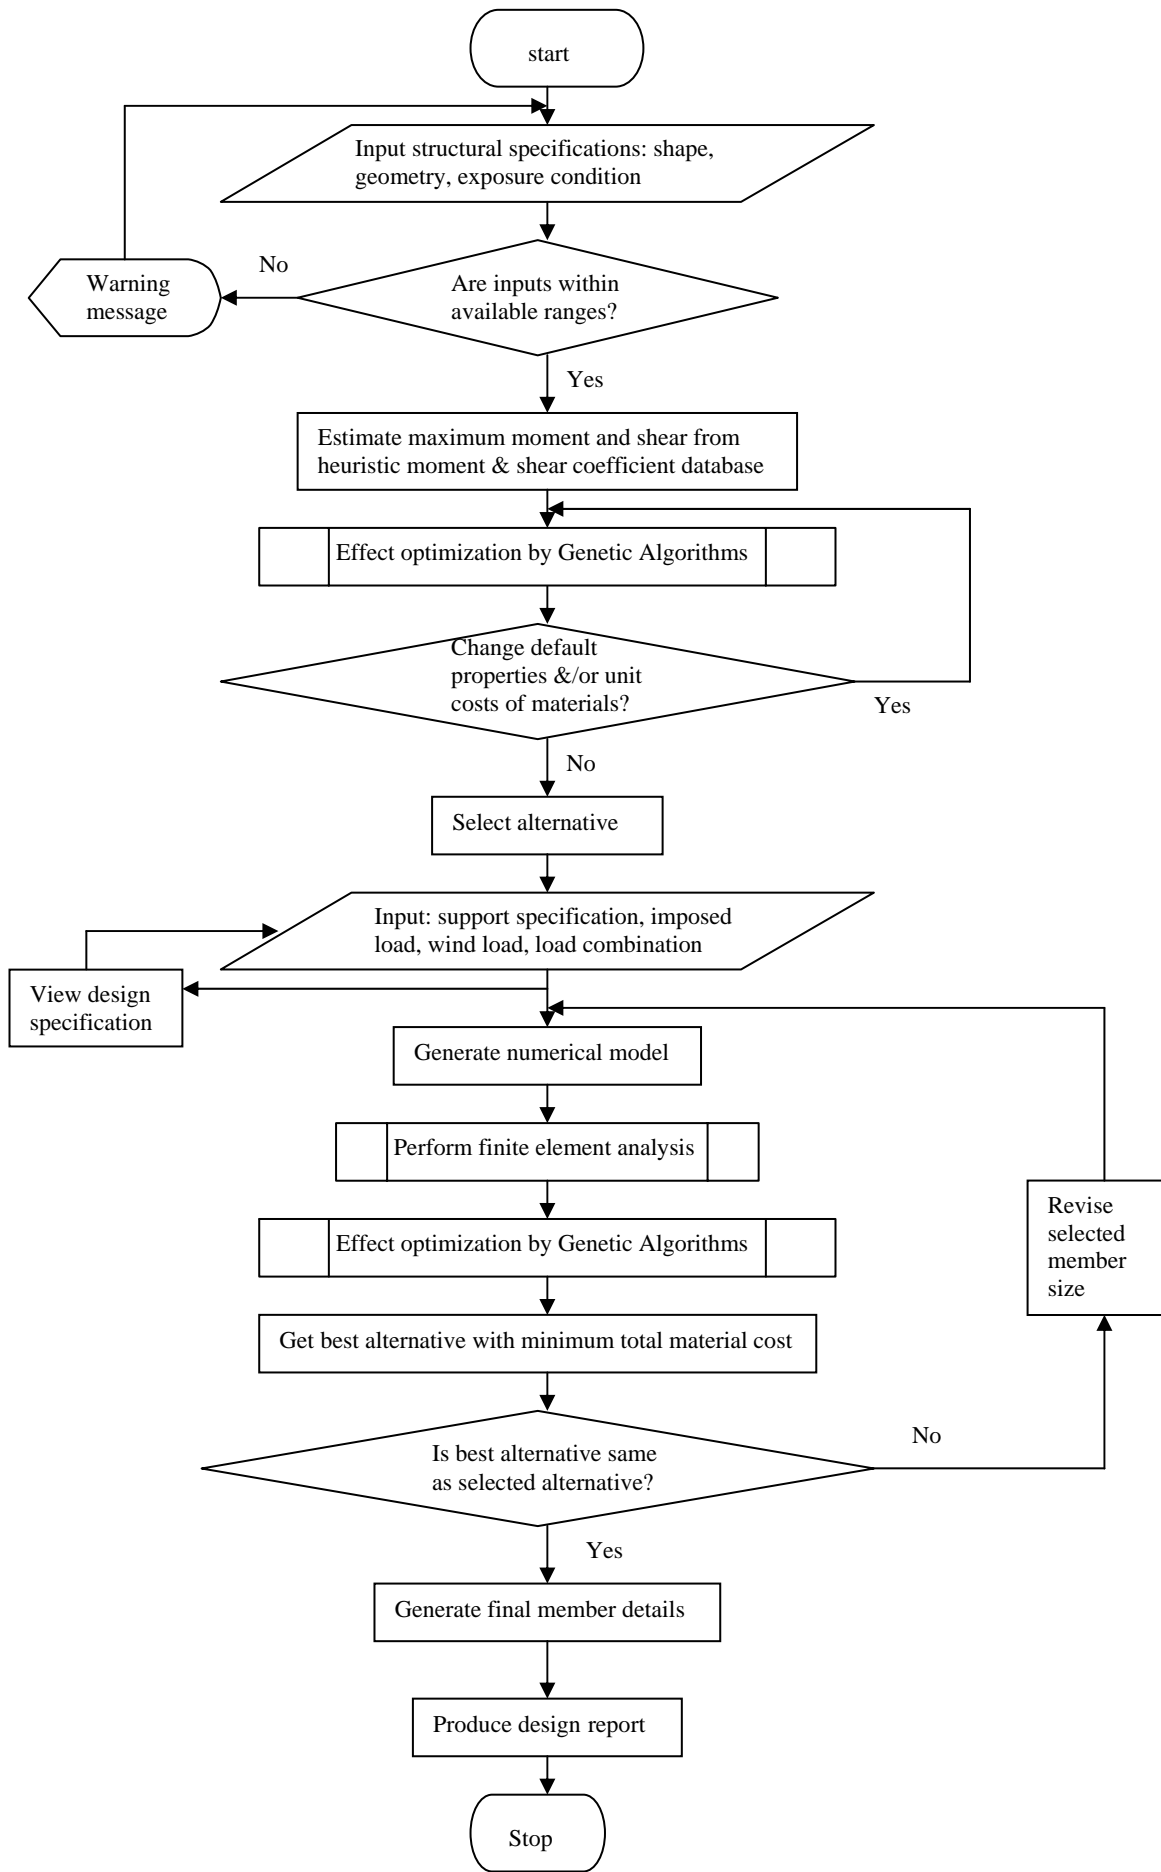 start
Input structural specifications: shape,
geometry, exposure condition
No
Warning
message
Are inputs within
available ranges?
Yes
Estimate maximum moment and shear from
heuristic moment & shear coefficient database
Effect optimization by Genetic Algorithms
Change default
properties &/or unit
costs of materials?
Yes
No
Select alternative
Input: support specification, imposed
load, wind load, load combination
View design
specification
Generate numerical model
Perform finite element analysis
Revise
selected
member
size
Effect optimization by Genetic Algorithms
Get best alternative with minimum total material cost
No
Is best alternative same
as selected alternative?
Yes
Generate final member details
Produce design report
Stop